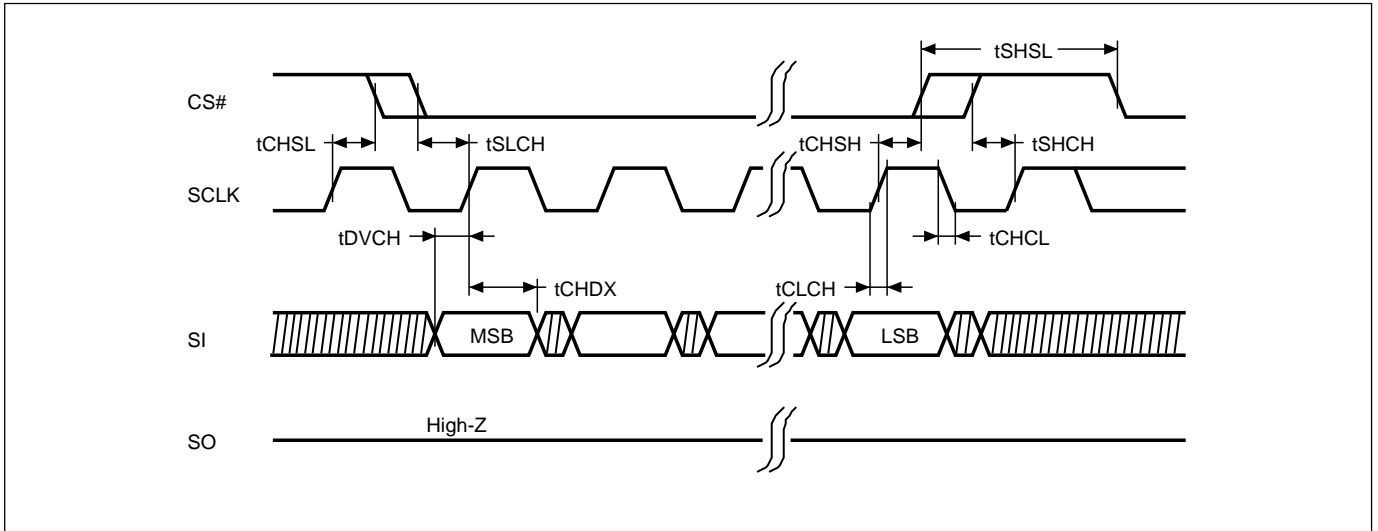 tSHSL
CS#
tCHSL
tSLCH
tCHSH
tSHCH
SCLK
tDVCH
tCHCL
tCHDX
tCLCH
SI
MSB
LSB
High-Z
SO